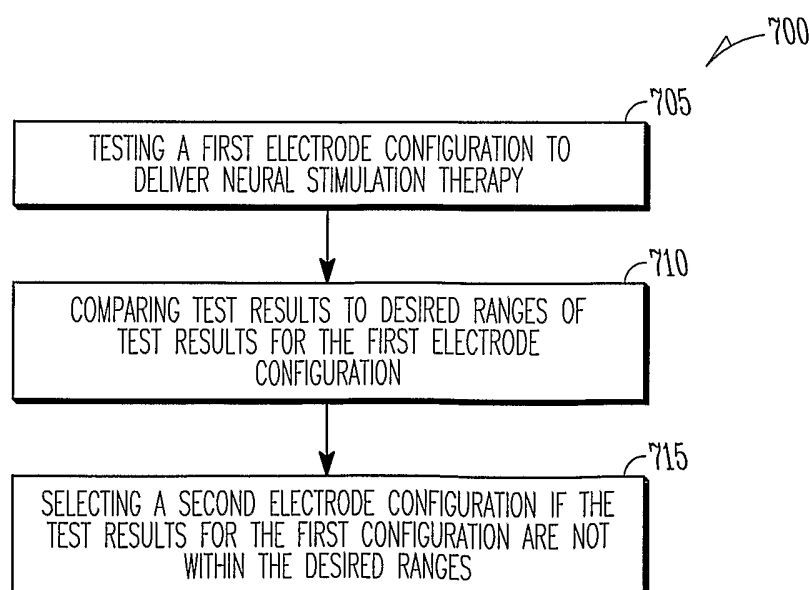 700
705
TESTING A FIRST ELECTRODE CONFIGURATION TO
DELIVER NEURAL STIMULATION THERAPY
710
COMPARING TEST RESULTS TO DESIRED RANGES OF
TEST RESULTS FOR THE FIRST ELECTRODE
CONFIGURATION
715
SELECTING A SECOND ELECTRODE CONFIGURATION IF THE
TEST RESULTS FOR THE FIRST CONFIGURATION ARE NOT
WITHIN THE DESIRED RANGES